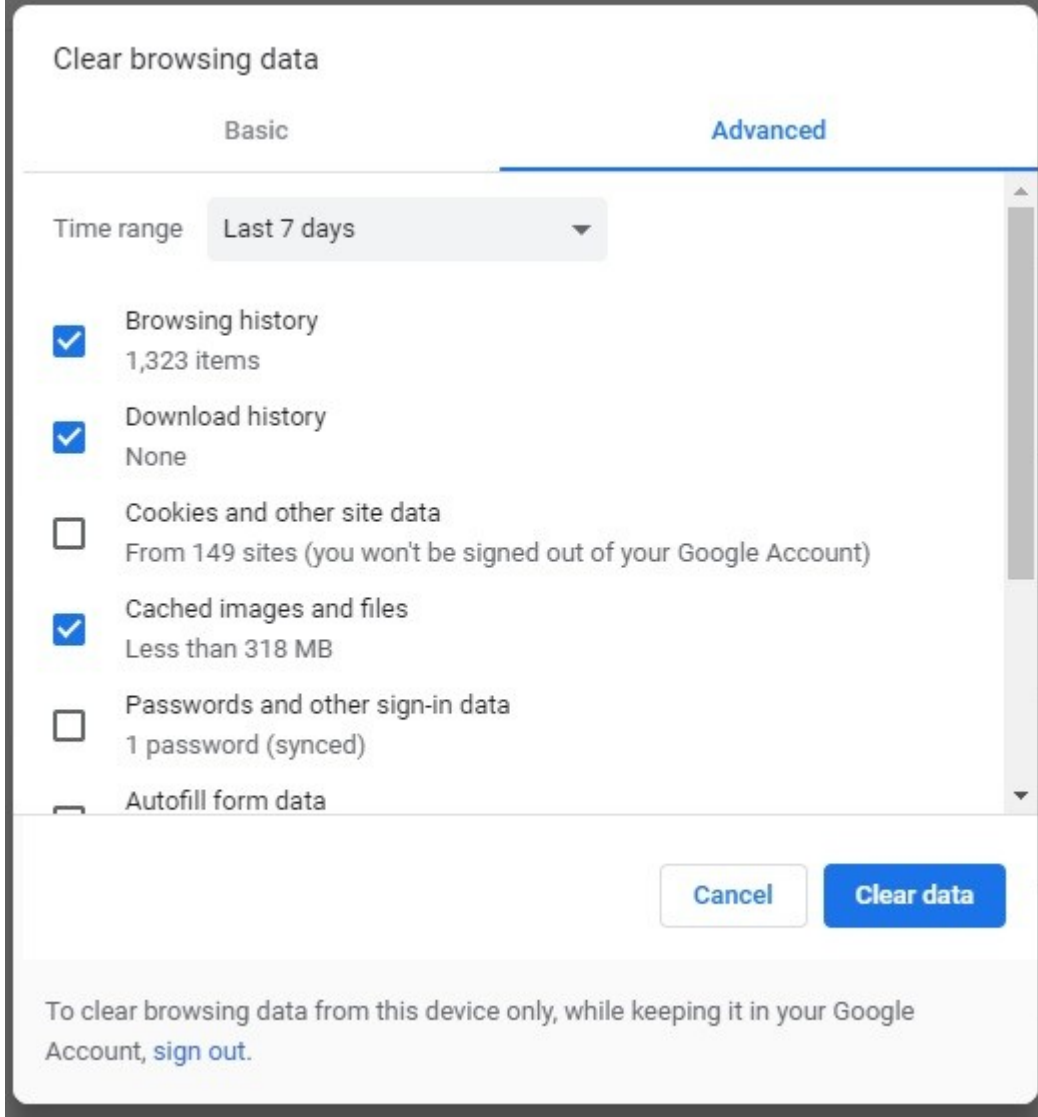 Clear browsing data
Basic
Advanced
Time range
Last 7 days
Browsing history
1,323 items
Download history
None
Cookies and other site data
From 149 sites (you won't be signed out of your Google Account)
Cached images and files
Less than 318 MB
Passwords and other sign-in data
1 password (synced)
Autofill form data
Cancel
Clear data
To clear browsing data from this device only, while keeping it in your Google
Account, sign out.